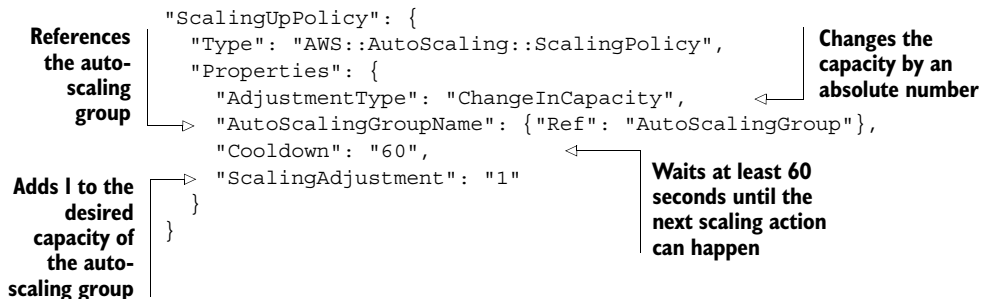 "ScalingUpPolicy": {
"Type": "AWS::AutoScaling::ScalingPolicy",
"Properties": {
"AdjustmentType": "ChangeInCapacity",
"AutoScalingGroupName": {"Ref": "AutoScalingGroup"},
"Cooldown": "60",
"ScalingAdjustment": "1"
}
}
References
the auto-
scaling
group
Adds 1 to the
desired
capacity of
the auto-
scaling group
Changes the
capacity by an
absolute number
Waits at least 60
seconds until the
next scaling action
can happen